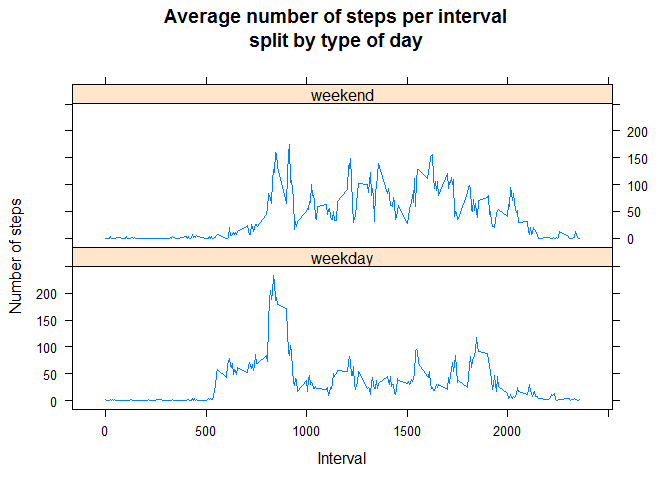 Average number of steps per interval
split by type of day
weekend
200
150
100
50
0
weekday
200
150
100
50
0
0 500 1000 1500 2000
Interval
Number of steps